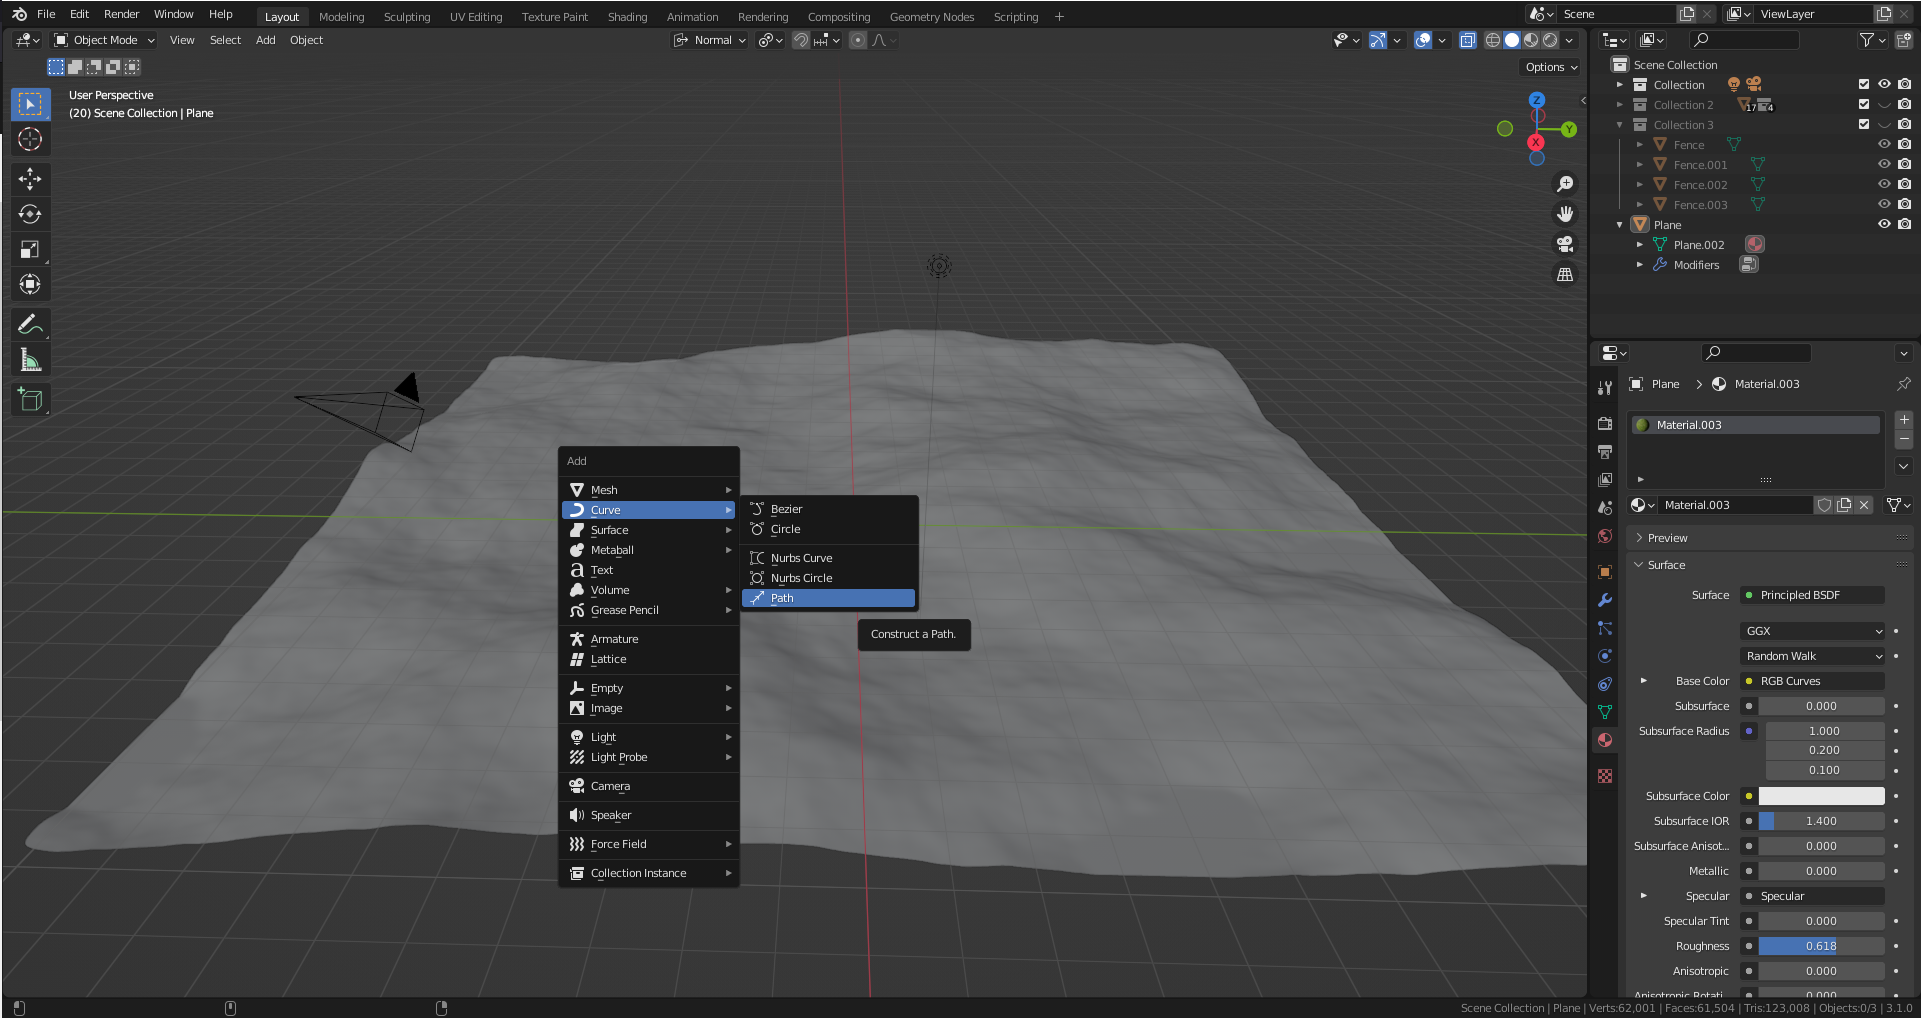 File Edit Render Window Help Layout Modeling Sculpting UV Editing Texture Paint Shading Animation Rendering Compositing Geometry Nodes Scripting + Scene ViewLayer
Object Mode View Select Add Object Normal
Options
User Perspective
(20) Scene Collection | Plane
Z
Y
X
Add
Mesh
Curve
Surface
Metaball
Text
Volume
Grease Pencil
Armature
Lattice
Empty
Image
Light
Light Probe
Camera
Speaker
Force Field
Collection Instance
Bezier
Circle
Nurbs Curve
Nurbs Circle
Path
Construct a Path.
Scene Collection
Collection
Collection 2 17 4
Collection 3
Fence
Fence.001
Fence.002
Fence.003
Plane
Plane.002
Modifiers
Plane > Material.003
Material.003
Material.003
Preview
Surface
Surface Principled BSDF
GGX
Random Walk
Base Color RGB Curves
Subsurface 0.000
Subsurface Radius 1.000
0.200
0.100
Subsurface Color
Subsurface IOR 1.400
Subsurface Anisot... 0.000
Metallic 0.000
Specular Specular
Specular Tint 0.000
Roughness 0.618
Anisotropic 0.000
Anisotropic Rotati... 0.000
Scene Collection | Plane | Verts:62,001 | Faces:61,504 | Tris:123,008 | Objects:0/3 | 3.1.0